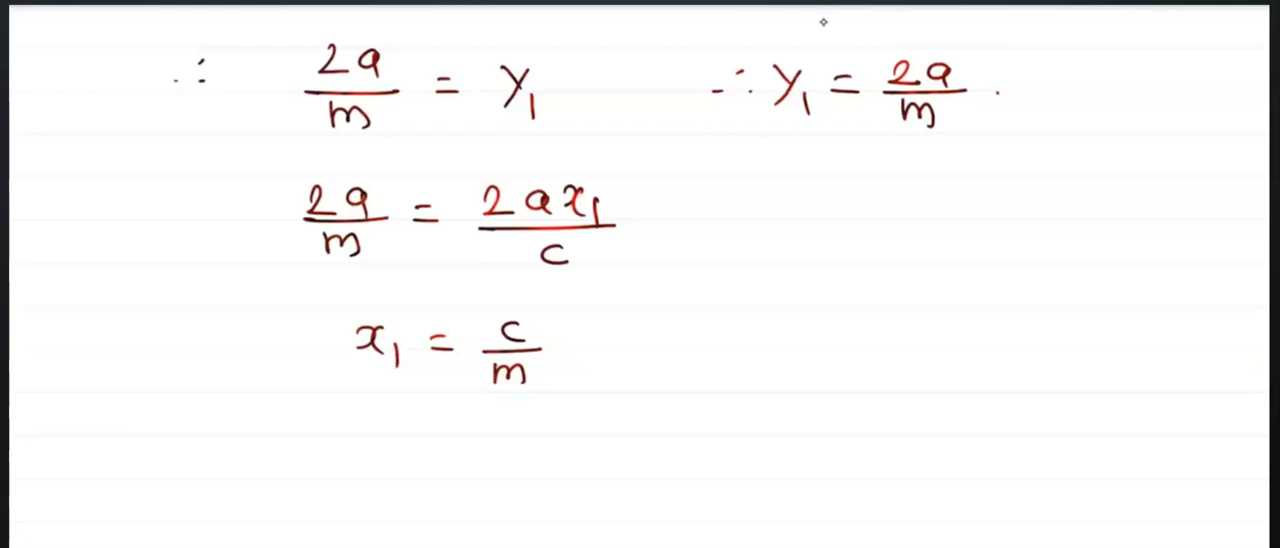 ∴ 2a/m = y₁ ∴ y₁ = 2a/m .
2a/m = 2ax₁/c
x₁ = c/m